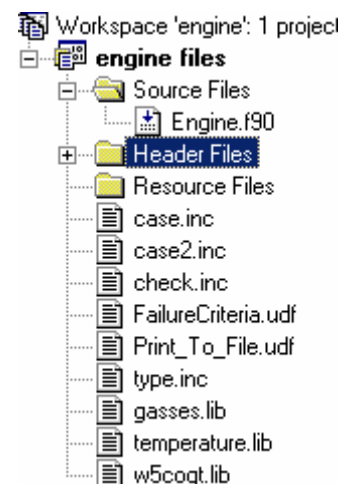 Workspace 'engine': 1 project
engine files
Source Files
Engine.f90
Header Files
Resource Files
case.inc
case2.inc
check.inc
FailureCriteria.udf
Print_To_File.udf
type.inc
gasses.lib
temperature.lib
w5cogt.lib